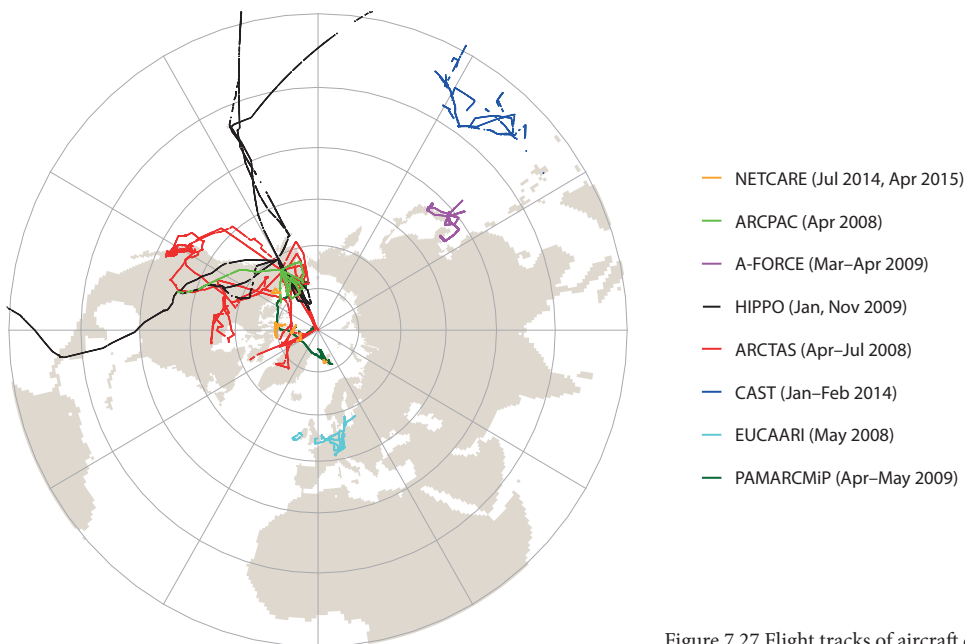 NETCARE (Jul 2014, Apr 2015)
ARCPAC (Apr 2008)
A-FORCE (Mar–Apr 2009)
HIPPO (Jan, Nov 2009)
ARCTAS (Apr–Jul 2008)
CAST (Jan–Feb 2014)
EUCAARI (May 2008)
PAMARCMiP (Apr–May 2009)
Figure 7.27 Flight tracks of aircraft